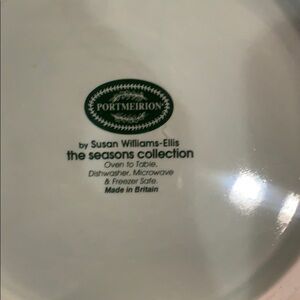 PORTMEIRION
by Susan Williams-Ellis
the seasons collection
Oven to Table,
Dishwasher, Microwave
& Freezer Safe.
Made in Britain